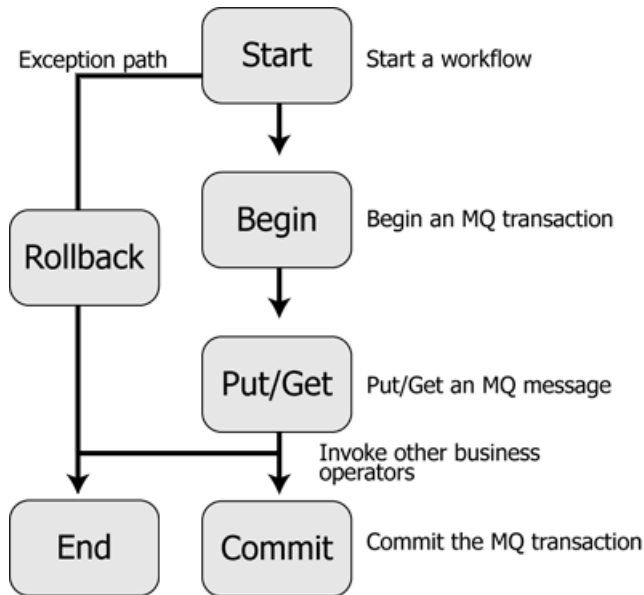 Exception path
Start
Start a workflow
Begin
Begin an MQ transaction
Rollback
Put/Get
Put/Get an MQ message
Invoke other business
operators
End
Commit
Commit the MQ transaction